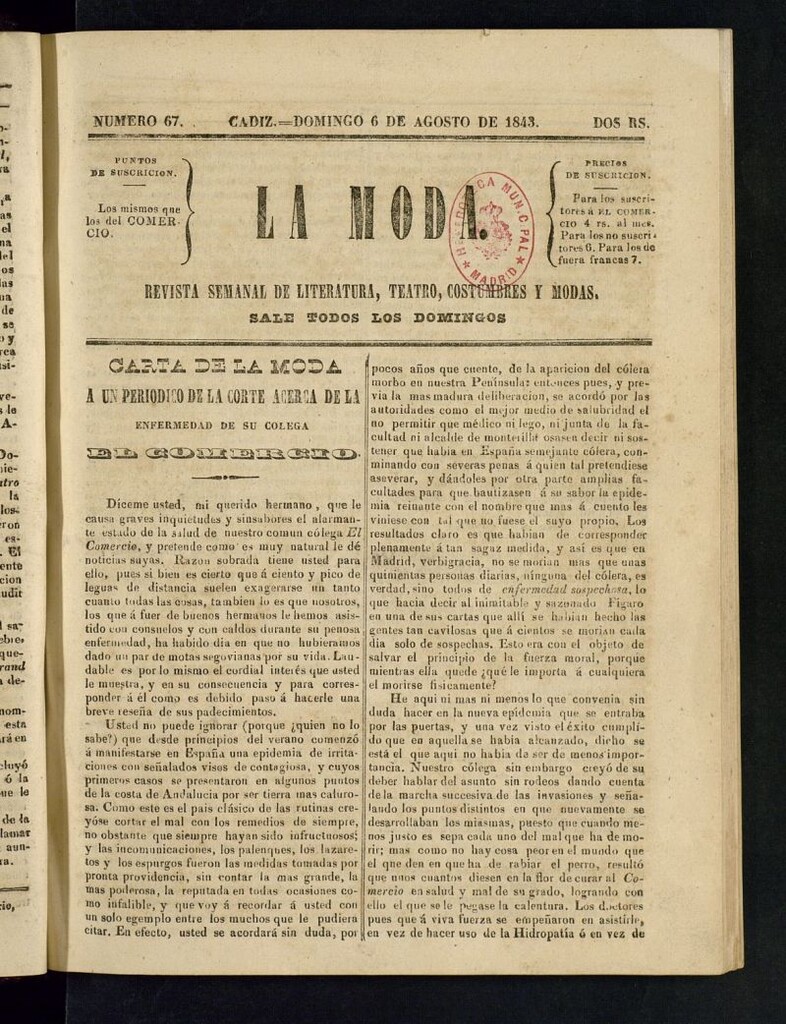 NUMERO 67. CADIZ.=DOMINGO 6 DE AGOSTO DE 1843. DOS RS.
PUNTOS
DE SUSCRICION.
Los mismos que
los del COMER-
CIO.
LA MODA.
HEMEROTECA MUNICIPAL
* MADRID *
PRECIOS
DE SUSCRICION.
Para los suscri-
tores a EL COMER-
CIO 4 rs. al mes.
Para los no suscri-
tores 6. Para los de
fuera francas 7.
REVISTA SEMANAL DE LITERATURA, TEATRO, COSTUMBRES Y MODAS.
SALE TODOS LOS DOMINGOS
CARTA DE LA MODA
A UN PERIODICO DE LA CORTE ACERCA DE LA
ENFERMEDAD DE SU COLEGA
EL COMERCIO.
Díceme usted, mi querido hermano, que le
causa graves inquietudes y sinsabores el alarman-
te estado de la salud de nuestro comun cólega El
Comercio, y pretende como es muy natural le dé
noticias suyas. Razon sobrada tiene usted para
ello, pues si bien es cierto que á ciento y pico de
leguas de distancia suelen exagerarse un tanto
cuanto todas las cosas, tambien lo es que nosotros,
los que á fuer de buenos hermanos le hemos asis-
tido con consuelos y con caldos durante su penosa
enfermedad, ha habido dia en que no hubieramos
dado un par de motas segovianas por su vida. Lau-
dable es por lo mismo el cordial interés que usted
le muestra, y en su consecuencia y para corres-
ponder á él como es debido paso á hacerle una
breve reseña de sus padecimientos.
Usted no puede ignorar (porque ¿quien no lo
sabe?) que desde principios del verano comenzó
á manifestarse en España una epidemia de irrita-
ciones con señalados visos de contagiosa, y cuyos
primeros casos se presentaron en algunos puntos
de la costa de Andalucia por ser tierra mas caluro-
sa. Como este es el pais clásico de las rutinas cre-
yóse cortar el mal con los remedios de siempre,
no obstante que siempre hayan sido infructuosos;
y las incomunicaciones, los palenques, los lazare-
tos y los espurgos fueron las medidas tomadas por
pronta providencia, sin contar la mas grande, la
mas poderosa, la reputada en todas ocasiones co-
mo infalible, y que voy á recordar á usted con
un solo egemplo entre los muchos que le pudiera
citar. En efecto, usted se acordará sin duda, por
pocos años que cuente, de la aparicion del cólera
morbo en nuestra Península: entonces pues, y pre-
via la mas madura deliberacion, se acordó por las
autoridades como el mejor medio de salubridad el
no permitir que médico ni lego, ni junta de la fa-
cultad ni alcalde de monterilla osasen decir ni sos-
tener que habia en España semejante cólera, con-
minando con severas penas á quien tal pretendiese
aseverar, y dándoles por otra parte amplias fa-
cultades para que bautizasen á su sabor la epide-
mia reinante con el nombre que mas á cuento les
viniese con tal que no fuese el suyo propio. Los
resultados claro es que habian de corresponder
plenamente á tan sagaz medida, y así es que en
Madrid, verbigracia, no se morian mas que unas
quinientas personas diarias, ninguna del cólera, es
verdad, sino todos de enfermedad sospechosa, lo
que hacia decir al inimitable y sazonado Figaro
en una de sus cartas que allí se habian hecho las
gentes tan cavilosas que á cientos se morian cada
dia solo de sospechas. Esto era con el objeto de
salvar el principio de la fuerza moral, porque
mientras ella quede ¿qué le importa á cualquiera
el morirse fisicamente?
He aqui ni mas ni menos lo que convenia sin
duda hacer en la nueva epidemia que se entraba
por las puertas, y una vez visto el éxito cumpli-
do que en aquella se habia alcanzado, dicho se
está el que aqui no habia de ser de menos impor-
tancia. Nuestro cólega sin embargo creyó de su
deber hablar del asunto sin rodeos dando cuenta
de la marcha succesiva de las invasiones y seña-
lando los puntos distintos en que nuevamente se
desarrollaban los miasmas, puesto que cuando me-
nos justo es sepa cada uno del mal que ha de mo-
rir; mas como no hay cosa peor en el mundo que
el que den en que ha de rabiar el perro, resultó
que unos cuantos diesen en la flor de curar al Co-
mercio en salud y mal de su grado, logrando con
ello el que se le pegase la calentura. Los doctores
pues que á viva fuerza se empeñaron en asistirle,
en vez de hacer uso de la Hidropatía ó en vez de